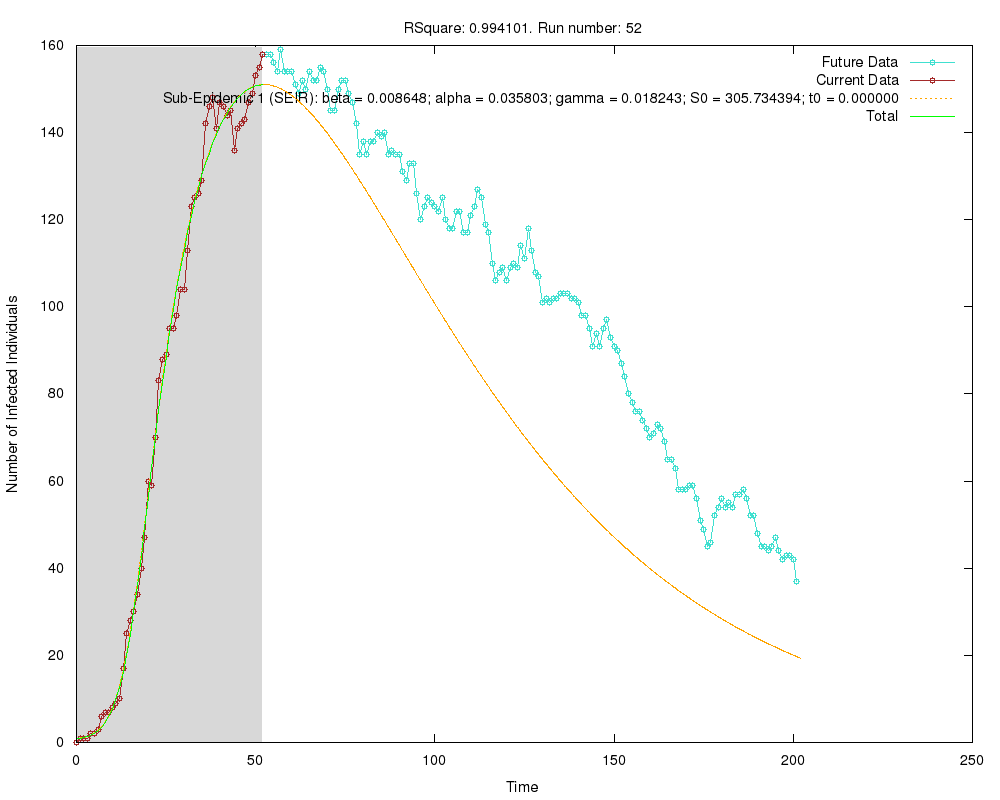 RSquare: 0.994101. Run number: 52
160
140
120
100
80
60
40
20
0
Number of Infected Individuals
Future Data
Current Data
Sub-Epidemic 1 (SEIR): beta = 0.008648; alpha = 0.035803; gamma = 0.018243; S0 = 305.734394; t0 = 0.000000
Total
0 50 100 150 200 250
Time